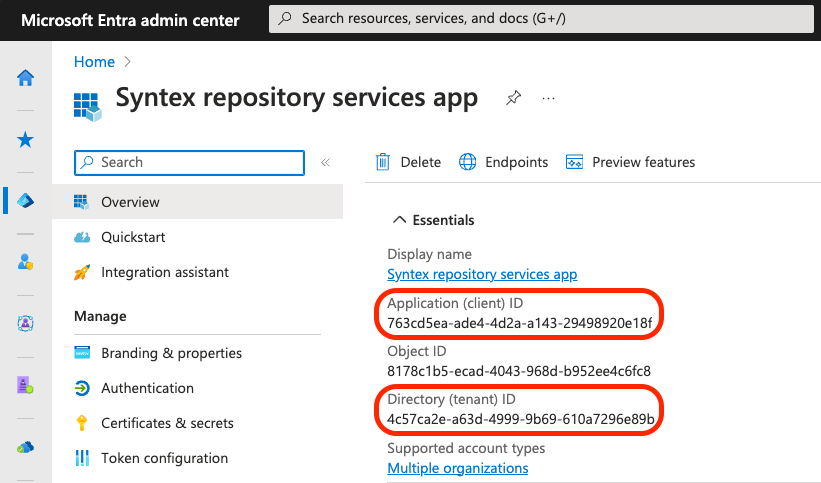 Microsoft Entra admin center
Search resources, services, and docs (G+/)
Home
Syntex repository services app
Search
Overview
Quickstart
Integration assistant
Manage
Branding & properties
Authentication
Certificates & secrets
Token configuration
Delete
Endpoints
Preview features
Essentials
Display name
Syntex repository services app
Application (client) ID
763cd5ea-ade4-4d2a-a143-29498920e18f
Object ID
8178c1b5-ecad-4043-968d-b952ee4c6fc8
Directory (tenant) ID
4c57ca2e-a63d-4999-9b69-610a7296e89b
Supported account types
Multiple organizations